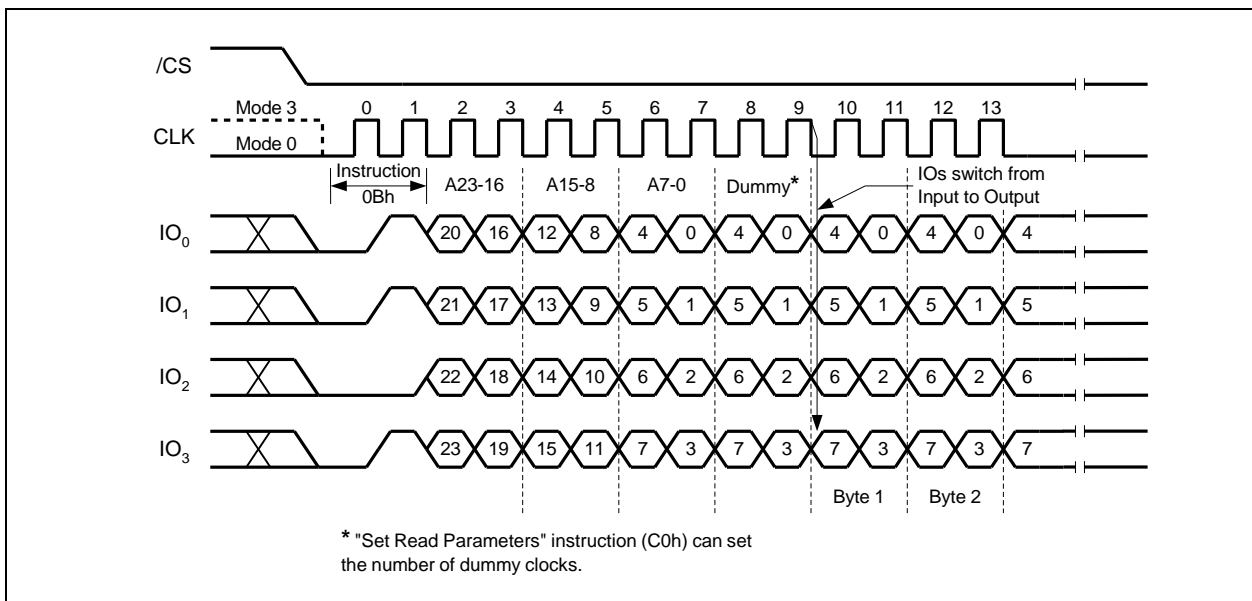 /CS
Mode 3 0 1 2 3 4 5 6 7 8 9 10 11 12 13
CLK
Mode 0
Instruction
0Bh
A23-16 A15-8 A7-0 Dummy*
IOs switch from
Input to Output
IO0 20 16 12 8 4 0 4 0 4 0 4 0 4
IO1 21 17 13 9 5 1 5 1 5 1 5 1 5
IO2 22 18 14 10 6 2 6 2 6 2 6 2 6
IO3 23 19 15 11 7 3 7 3 7 3 7 3 7
Byte 1 Byte 2
* "Set Read Parameters" instruction (C0h) can set
the number of dummy clocks.